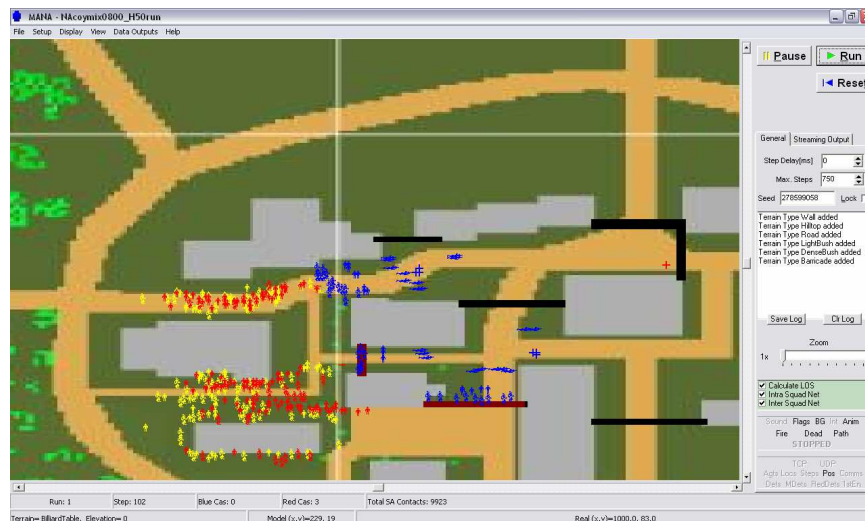 MANA - NAcoymix0800_H50run
File Setup Display View Data Outputs Help
Pause Run
Reset
General Streaming Output
Step Delay[ms] 0
Max. Steps 750
Seed 278599058 Lock
Terrain Type Wall added
Terrain Type Hilltop added
Terrain Type Road added
Terrain Type LightBush added
Terrain Type DenseBush added
Terrain Type Baricade added
Save Log Clr Log
Zoom
1x
Calculate LOS
Intra Squad Net
Inter Squad Net
Sound Flags BG Int Anim
Fire Dead Path
STOPPED
TCP UDP
Agts Locs Steps Pos Comms
Dets MDets RedDets 1stEn
Run: 1 Step: 102 Blue Cas: 0 Red Cas: 3 Total SA Contacts: 9923
Terrain= BilliardTable, Elevation= 0 Model (x,y)=229, 19 Real (x,y)=1000.0, 83.0